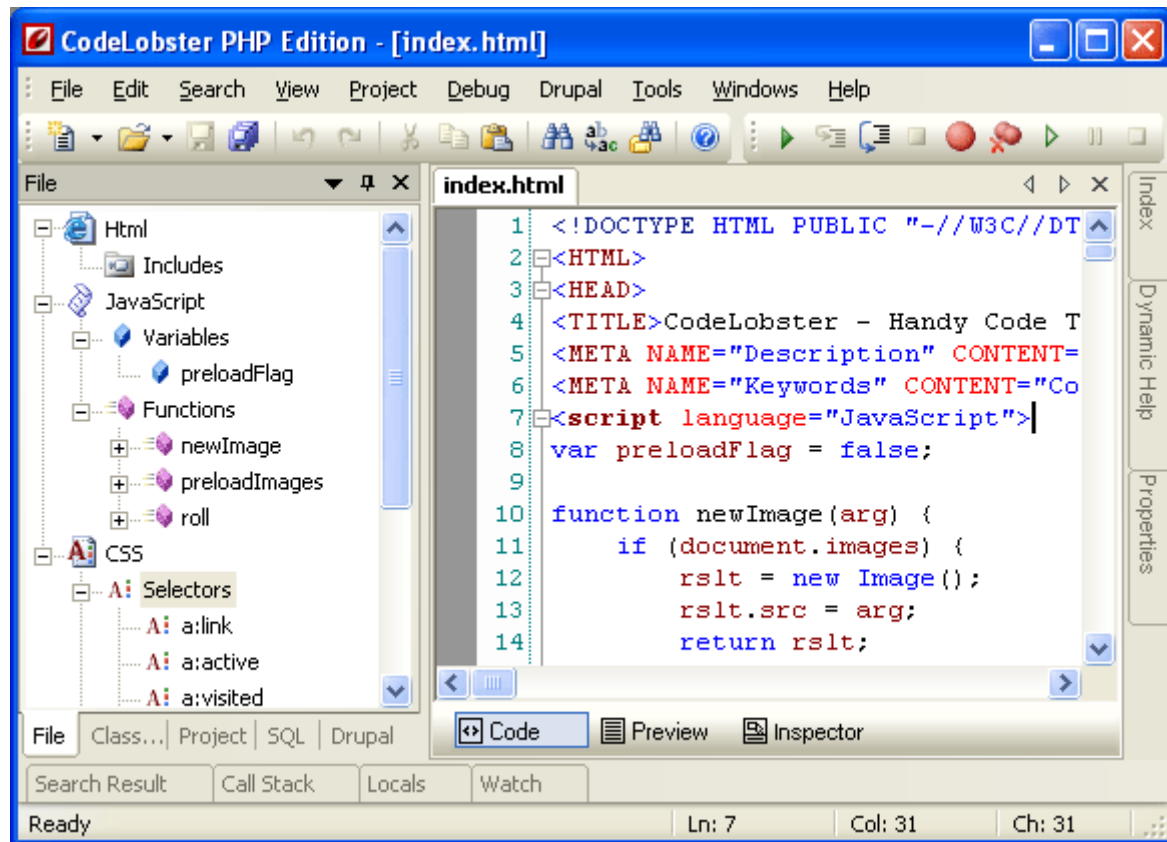 CodeLobster PHP Edition - [index.html]
File Edit Search View Project Debug Drupal Tools Windows Help
File
Html
Includes
JavaScript
Variables
preloadFlag
Functions
newImage
preloadImages
roll
CSS
Selectors
a:link
a:active
a:visited
File Class... Project SQL Drupal
index.html
1 <!DOCTYPE HTML PUBLIC "-//W3C//DT
2 <HTML>
3 <HEAD>
4 <TITLE>CodeLobster - Handy Code T
5 <META NAME="Description" CONTENT=
6 <META NAME="Keywords" CONTENT="Co
7 <script language="JavaScript">
8 var preloadFlag = false;
9
10 function newImage(arg) {
11 if (document.images) {
12 rslt = new Image();
13 rslt.src = arg;
14 return rslt;
Code Preview Inspector
Index
Dynamic Help
Properties
Search Result Call Stack Locals Watch
Ready Ln: 7 Col: 31 Ch: 31